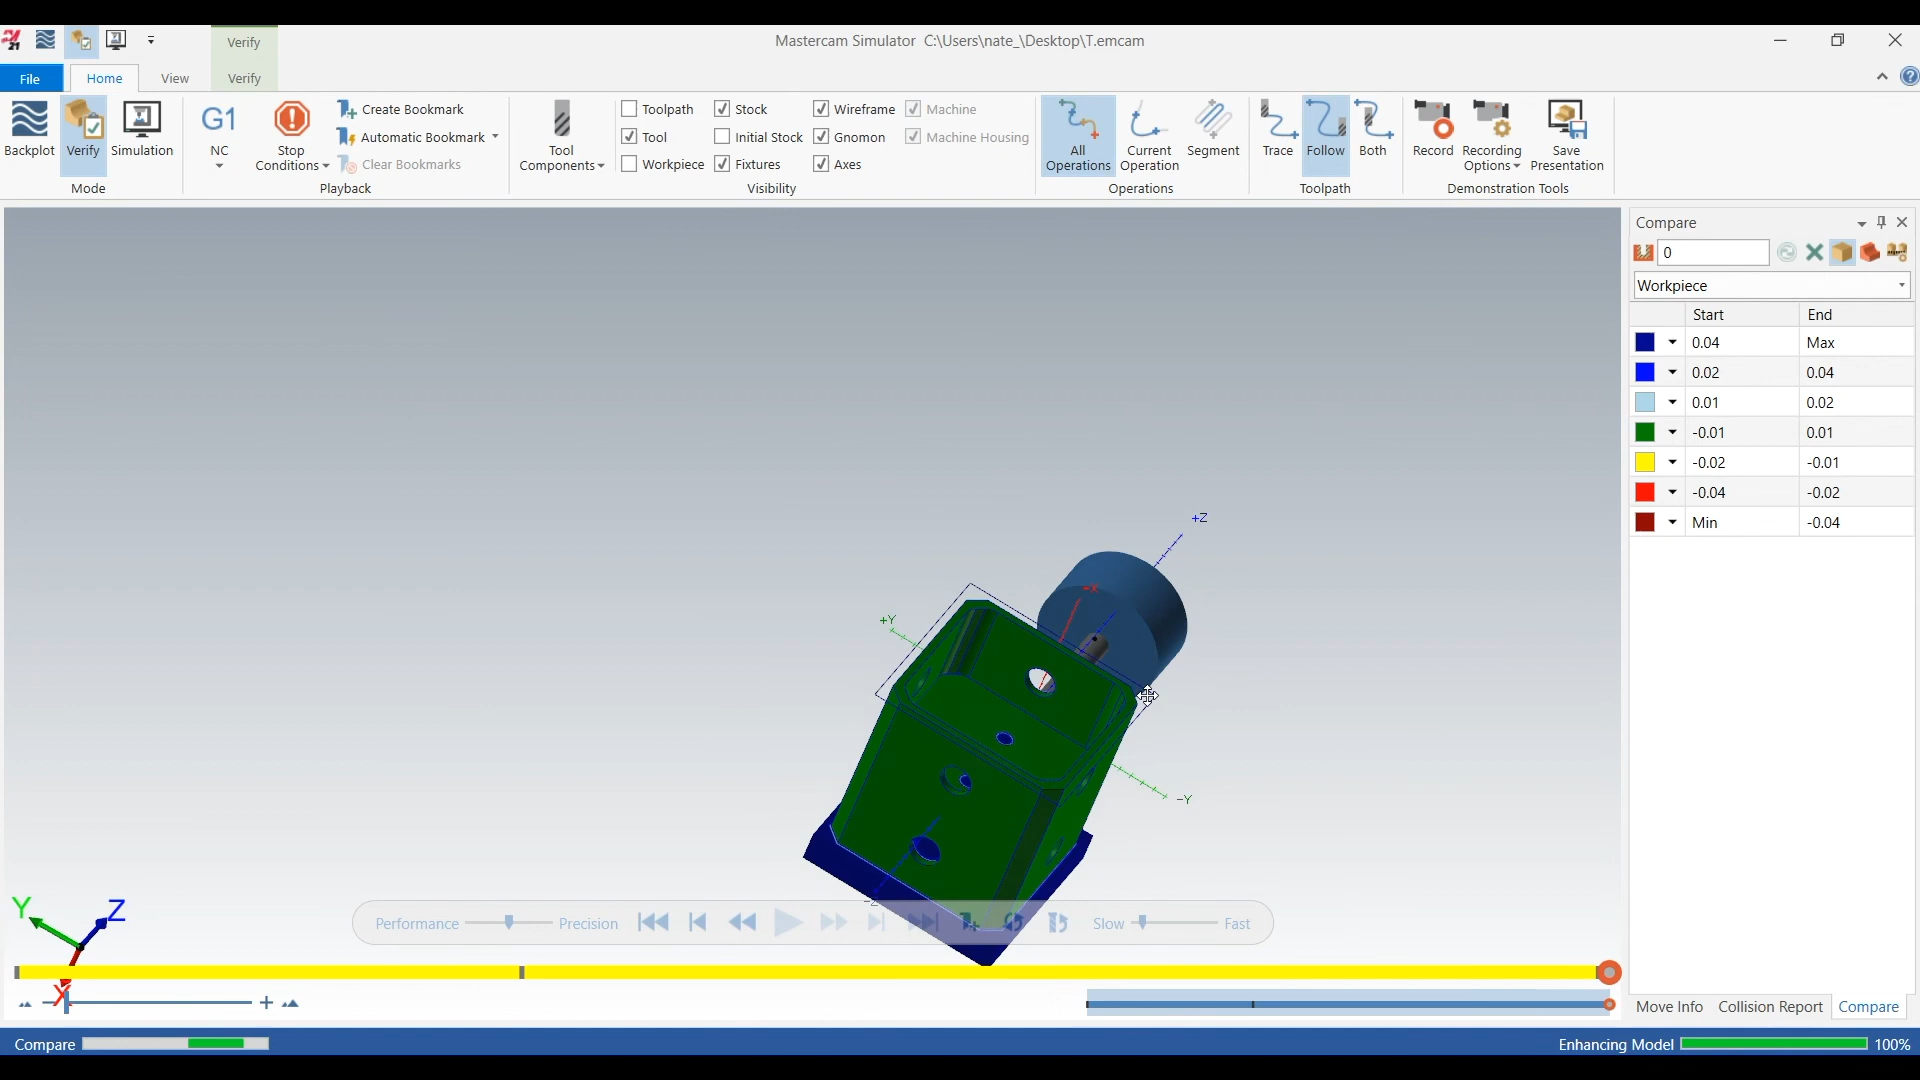 21
Verify
Mastercam Simulator C:\Users\nate_\Desktop\T.emcam
File
Home
View
Verify
Backplot
Verify
Simulation
Mode
G1
NC
Stop
Conditions
Create Bookmark
Automatic Bookmark
Clear Bookmarks
Playback
Tool
Components
Toolpath
Stock
Wireframe
Machine
Tool
Initial Stock
Gnomon
Machine Housing
Workpiece
Fixtures
Axes
Visibility
All
Operations
Current
Operation
Segment
Operations
Trace
Follow
Both
Toolpath
Record
Recording
Options
Save
Presentation
Demonstration Tools
Compare
0
Workpiece
Start End
0.04 Max
0.02 0.04
0.01 0.02
-0.01 0.01
-0.02 -0.01
-0.04 -0.02
Min -0.04
+Z
-X
+Y
-Y
-Z
Y
Z
X
Performance
Precision
Slow
Fast
Move Info
Collision Report
Compare
Compare
Enhancing Model
100%